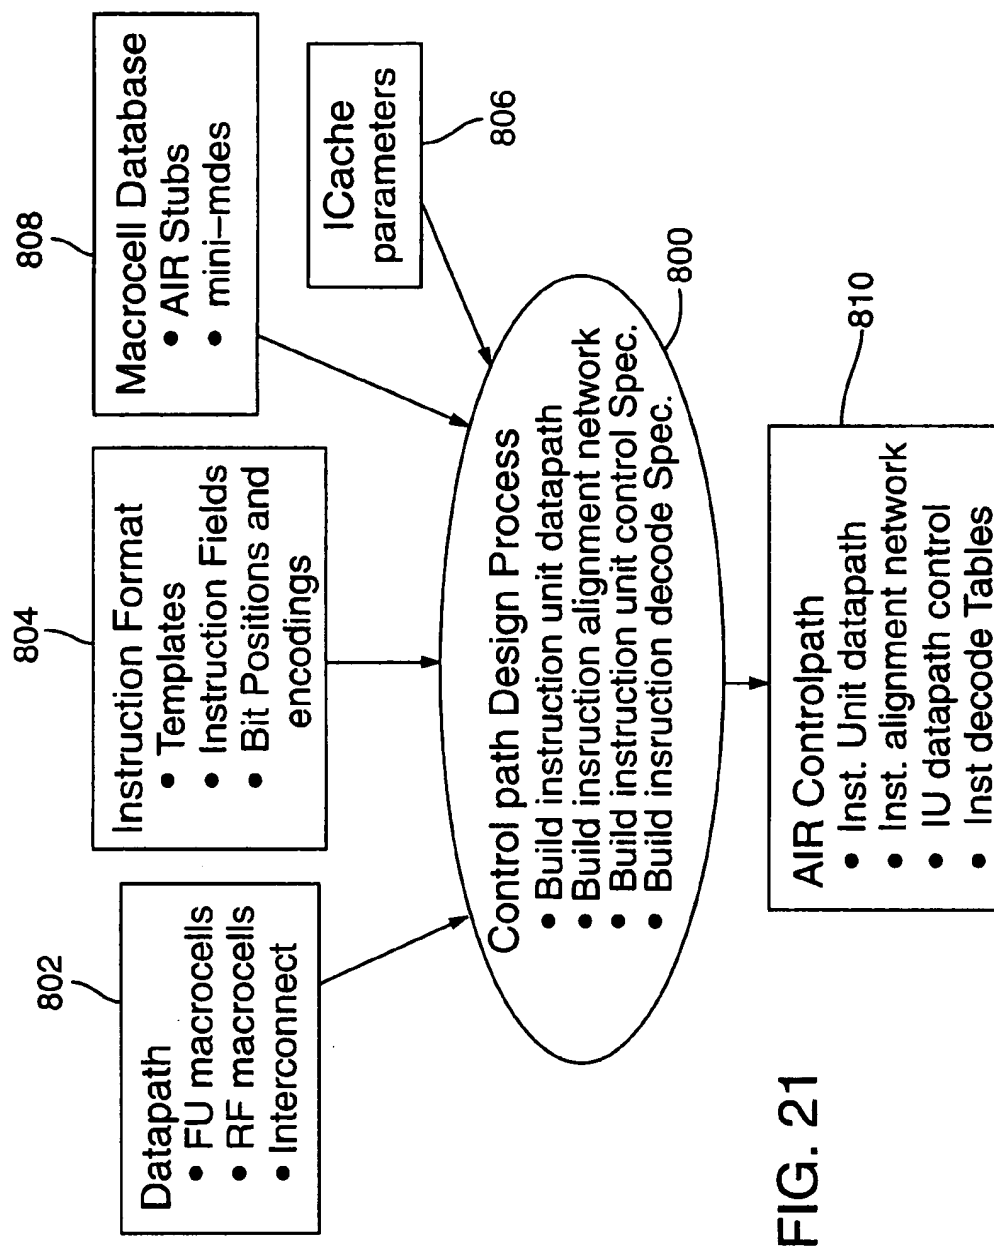 802
Datapath
• FU macrocells
• RF macrocells
• Interconnect
804
Instruction Format
• Templates
• Instruction Fields
• Bit Positions and
encodings
808
Macrocell Database
• AIR Stubs
• mini–mdes
ICache
parameters
806
Control path Design Process
• Build instruction unit datapath
• Build insruction alignment network
• Build instruction unit control Spec.
• Build insruction decode Spec.
800
AIR Controlpath
• Inst. Unit datapath
• Inst. alignment network
• IU datapath control
• Inst decode Tables
810
FIG. 21